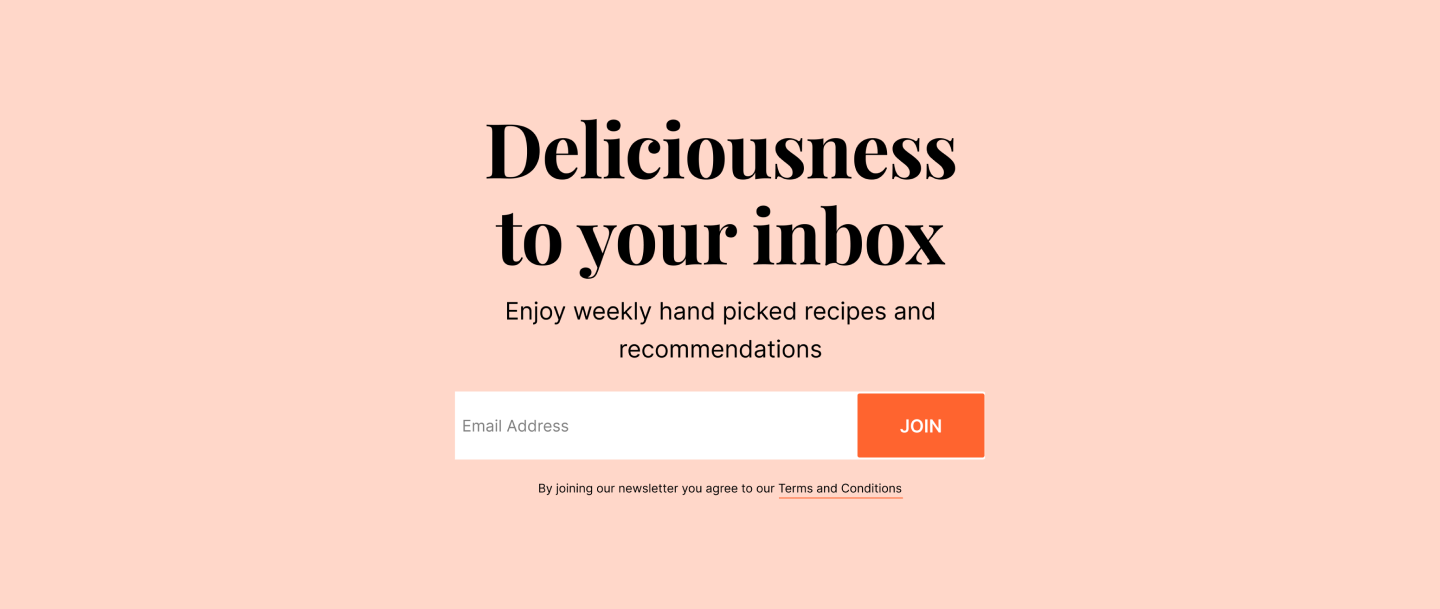 Deliciousness
to your inbox
Enjoy weekly hand picked recipes and
recommendations
Email Address
JOIN
By joining our newsletter you agree to our Terms and Conditions